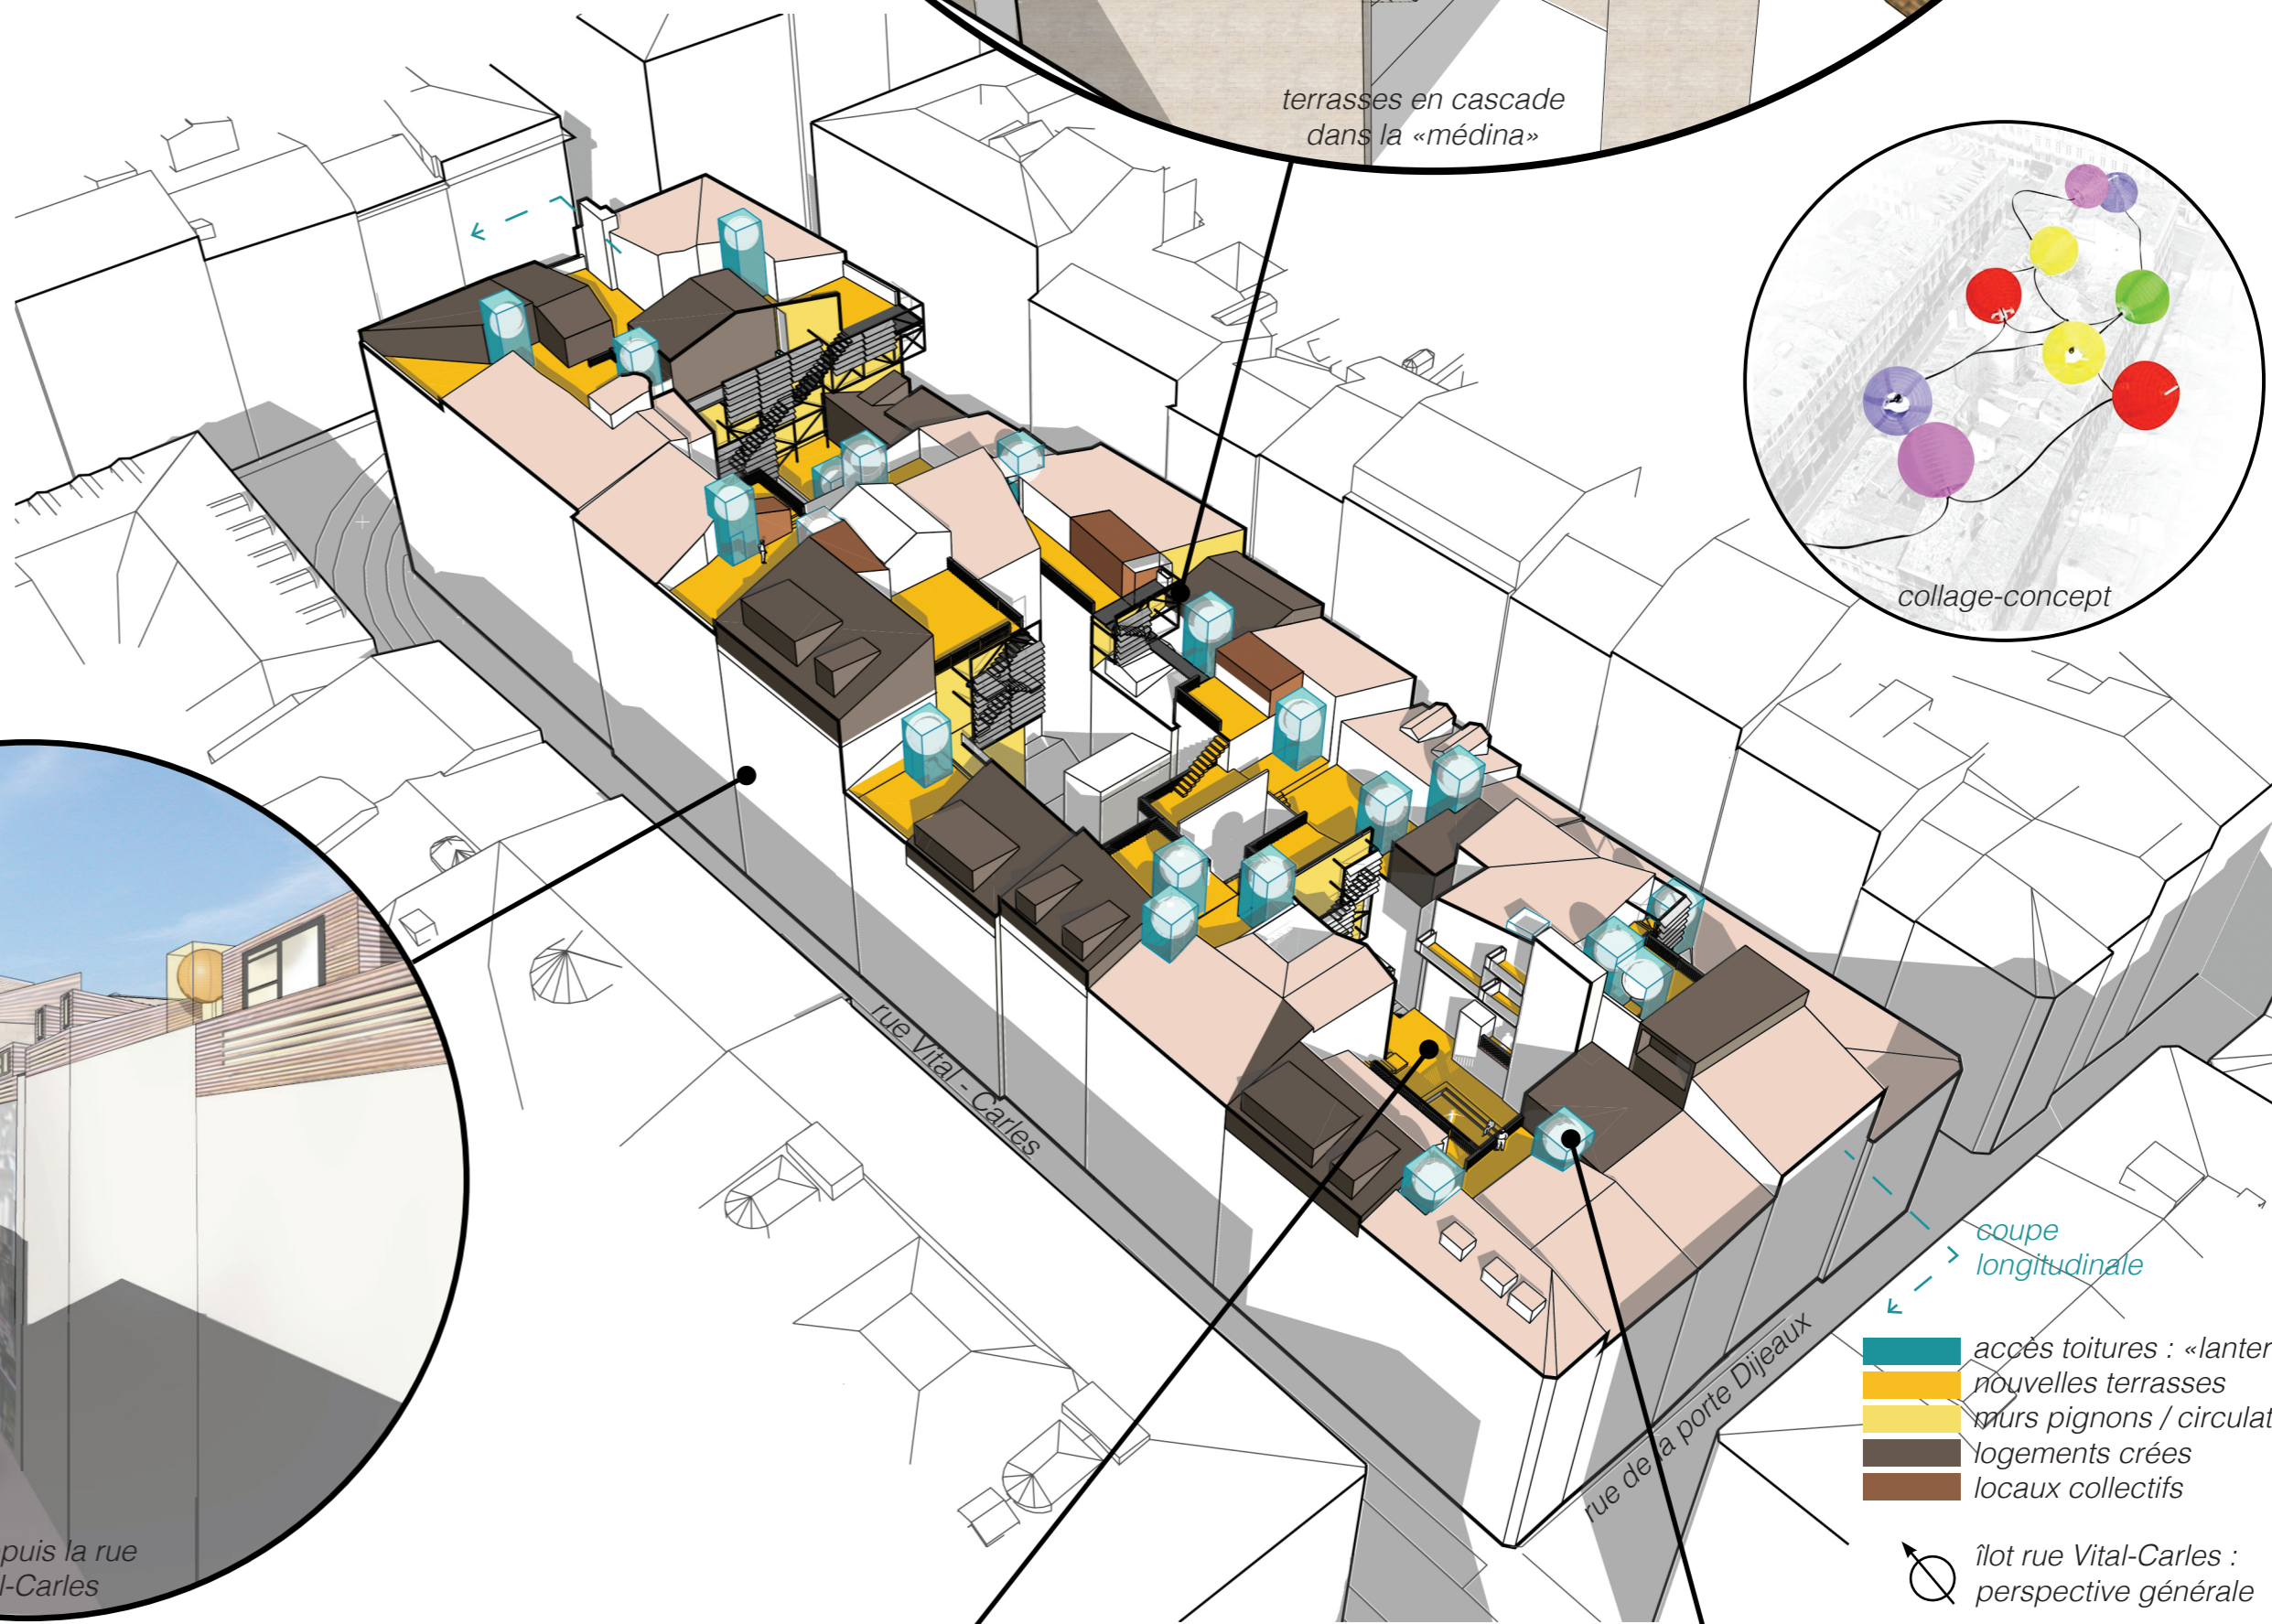 terrasses en cascade
dans la «médina»
collage-concept
rue Vital - Carles
rue de la porte Dijeaux
coupe
longitudinale
accès toitures : «lanter
nouvelles terrasses
murs pignons / circulat
logements crées
locaux collectifs
îlot rue Vital-Carles :
perspective générale
puis la rue
l-Carles